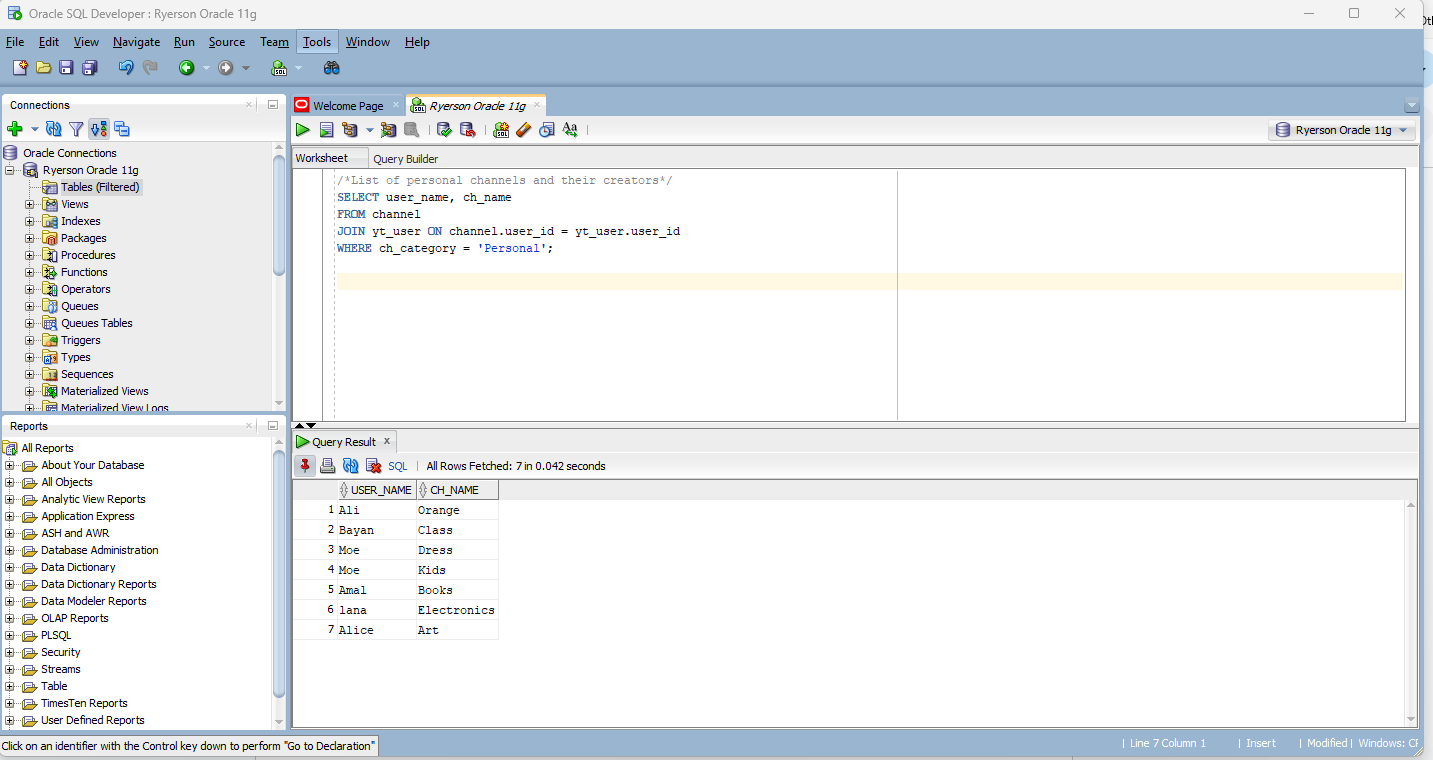 Oracle SQL Developer : Ryerson Oracle 11g
File Edit View Navigate Run Source Team Tools Window Help
Connections
Oracle Connections
Ryerson Oracle 11g
Tables (Filtered)
Views
Indexes
Packages
Procedures
Functions
Operators
Queues
Queues Tables
Triggers
Types
Sequences
Materialized Views
Materialized View Logs
Reports
All Reports
About Your Database
All Objects
Analytic View Reports
Application Express
ASH and AWR
Database Administration
Data Dictionary
Data Dictionary Reports
Data Modeler Reports
OLAP Reports
PLSQL
Security
Streams
Table
TimesTen Reports
User Defined Reports
Welcome Page Ryerson Oracle 11g
Ryerson Oracle 11g
Worksheet Query Builder
/*List of personal channels and their creators*/
SELECT user_name, ch_name
FROM channel
JOIN yt_user ON channel.user_id = yt_user.user_id
WHERE ch_category = 'Personal';
Query Result x
SQL | All Rows Fetched: 7 in 0.042 seconds
USER_NAME CH_NAME
1 Ali Orange
2 Bayan Class
3 Moe Dress
4 Moe Kids
5 Amal Books
6 lana Electronics
7 Alice Art
Click on an identifier with the Control key down to perform "Go to Declaration"
| Line 7 Column 1 | Insert | Modified | Windows: CF